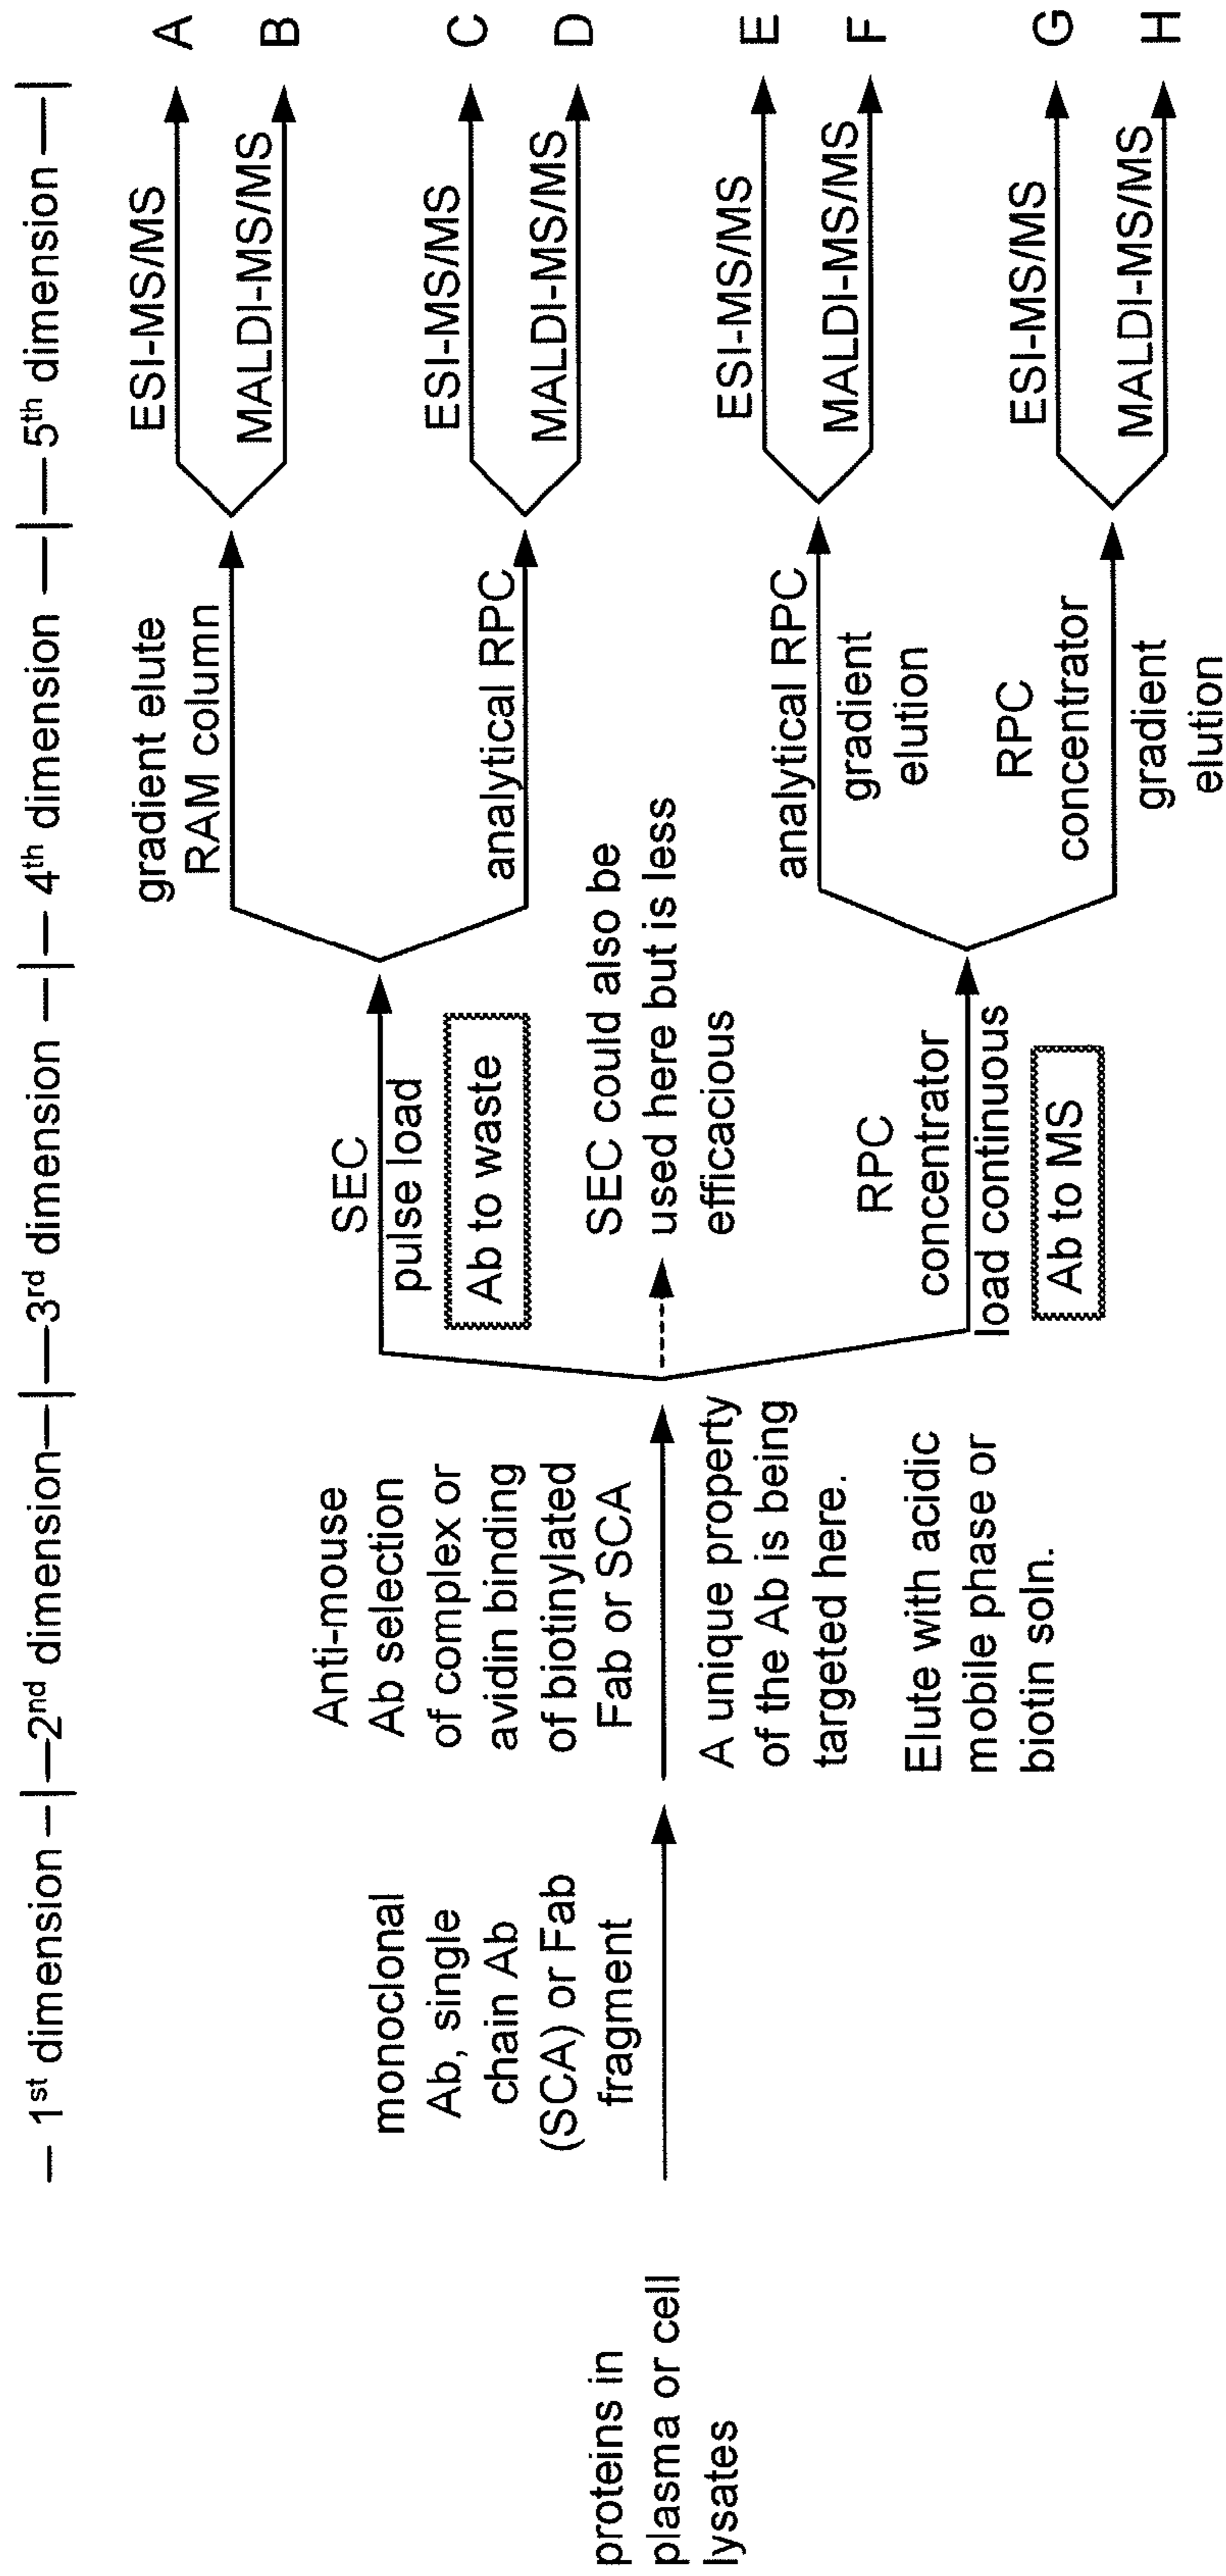 — 1st dimension —|—2nd dimension—|—3rd dimension —|— 4th dimension —|— 5th dimension —|
proteins in
plasma or cell
lysates
monoclonal
Ab, single
chain Ab
(SCA) or Fab
fragment
Anti-mouse
Ab selection
of complex or
avidin binding
of biotinylated
Fab or SCA
A unique property
of the Ab is being
targeted here.
Elute with acidic
mobile phase or
biotin soln.
SEC
pulse load
Ab to waste
SEC could also be
used here but is less
efficacious
RPC
concentrator
load continuous
Ab to MS
gradient elute
RAM column
analytical RPC
analytical RPC
gradient
elution
RPC
concentrator
gradient
elution
ESI-MS/MS
A
MALDI-MS/MS
B
ESI-MS/MS
C
MALDI-MS/MS
D
ESI-MS/MS
E
MALDI-MS/MS
F
ESI-MS/MS
G
MALDI-MS/MS
H